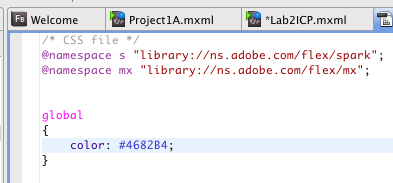 Fb Welcome Project1A.mxml *Lab2ICP.mxml
/* CSS file */
@namespace s "library://ns.adobe.com/flex/spark";
@namespace mx "library://ns.adobe.com/flex/mx";
global
{
color: #4682B4;
}